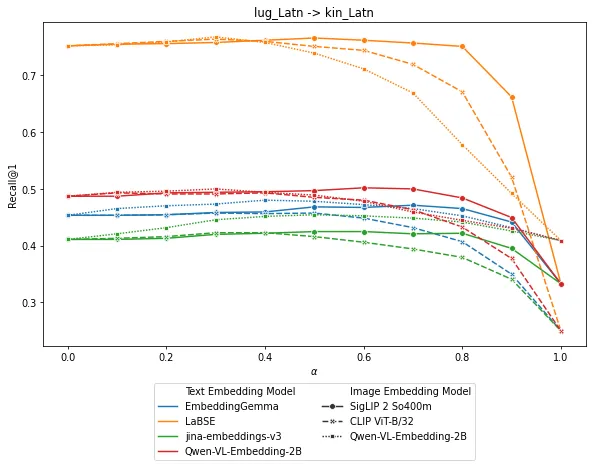 lug_Latn -> kin_Latn
Recall@1
0.7
0.6
0.5
0.4
0.3
0.0
0.2
0.4
0.6
0.8
1.0
α
Text Embedding Model
EmbeddingGemma
LaBSE
jina-embeddings-v3
Qwen-VL-Embedding-2B
Image Embedding Model
SigLIP 2 So400m
CLIP ViT-B/32
Qwen-VL-Embedding-2B